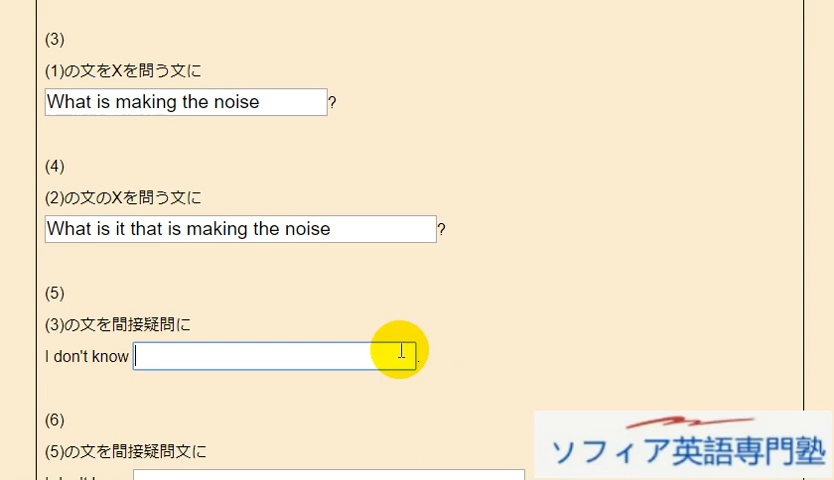 (3)
(1)の文をXを問う文に
What is making the noise ?
(4)
(2)の文のXを問う文に
What is it that is making the noise ?
(5)
(3)の文を間接疑問に
I don't know .
(6)
(5)の文を間接疑問文に
ソフィア英語専門塾